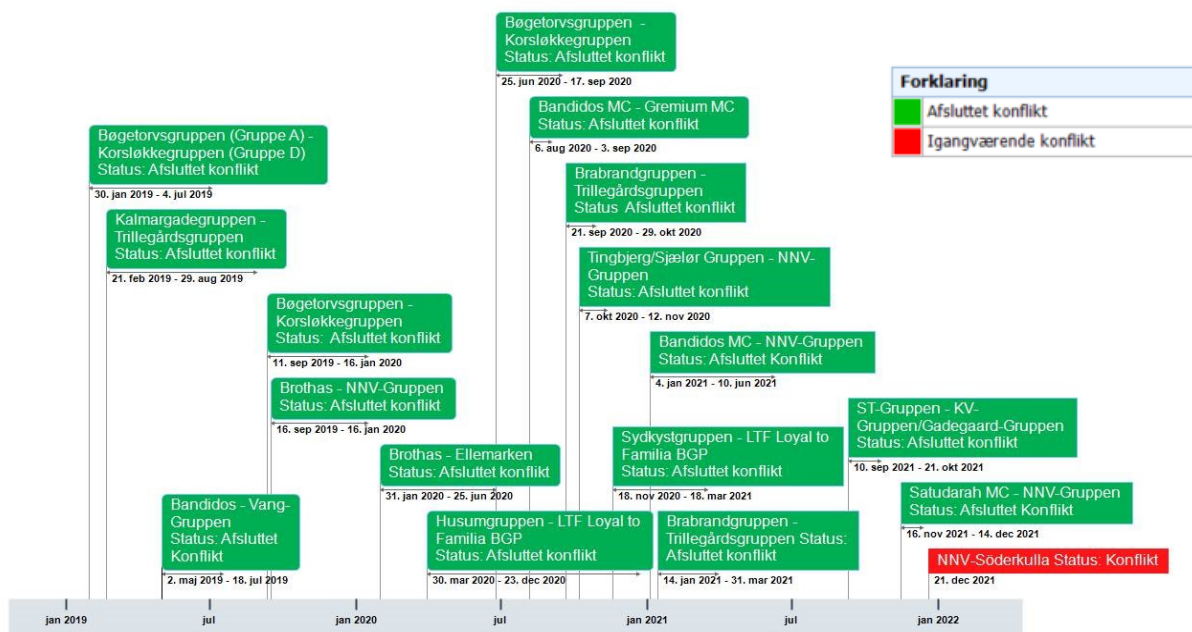 Bøgetorvsgruppen -
Korsløkkegruppen
Status: Afsluttet konflikt
25. jun 2020 - 17. sep 2020
Forklaring
Afsluttet konflikt
Igangværende konflikt
Bandidos MC - Gremium MC
Status: Afsluttet konflikt
6. aug 2020 - 3. sep 2020
Bøgetorvsgruppen (Gruppe A) -
Korsløkkegruppen (Gruppe D)
Status: Afsluttet konflikt
30. jan 2019 - 4. jul 2019
Brabrandgruppen -
Trillegårdsgruppen
Status Afsluttet konflikt
21. sep 2020 - 29. okt 2020
Kalmargadegruppen -
Trillegårdsgruppen
Status: Afsluttet konflikt
21. feb 2019 - 29. aug 2019
Tingbjerg/Sjælør Gruppen - NNV-
Gruppen
Status: Afsluttet konflikt
7. okt 2020 - 12. nov 2020
Bøgetorvsgruppen -
Korsløkkegruppen
Status: Afsluttet konflikt
11. sep 2019 - 16. jan 2020
Bandidos MC - NNV-Gruppen
Status: Afsluttet Konflikt
4. jan 2021 - 10. jun 2021
Brothas - NNV-Gruppen
Status: Afsluttet konflikt
16. sep 2019 - 16. jan 2020
ST-Gruppen - KV-
Gruppen/Gadegaard-Gruppen
Status: Afsluttet konflikt
10. sep 2021 - 21. okt 2021
Sydkystgruppen - LTF Loyal to
Familia BGP
Status: Afsluttet konflikt
18. nov 2020 - 18. mar 2021
Brothas - Ellemarken
Status: Afsluttet konflikt
31. jan 2020 - 25. jun 2020
Satudarah MC - NNV-Gruppen
Status: Afsluttet Konflikt
16. nov 2021 - 14. dec 2021
Bandidos - Vang-
Gruppen
Status: Afsluttet
Konflikt
2. maj 2019 - 18. jul 2019
Husumgruppen - LTF Loyal to
Familia BGP
Status: Afsluttet konflikt
30. mar 2020 - 23. dec 2020
Brabrandgruppen -
Trillegårdsgruppen Status:
Afsluttet konflikt
14. jan 2021 - 31. mar 2021
NNV-Söderkulla Status: Konflikt
21. dec 2021
jan 2019
jul
jan 2020
jul
jan 2021
jul
jan 2022